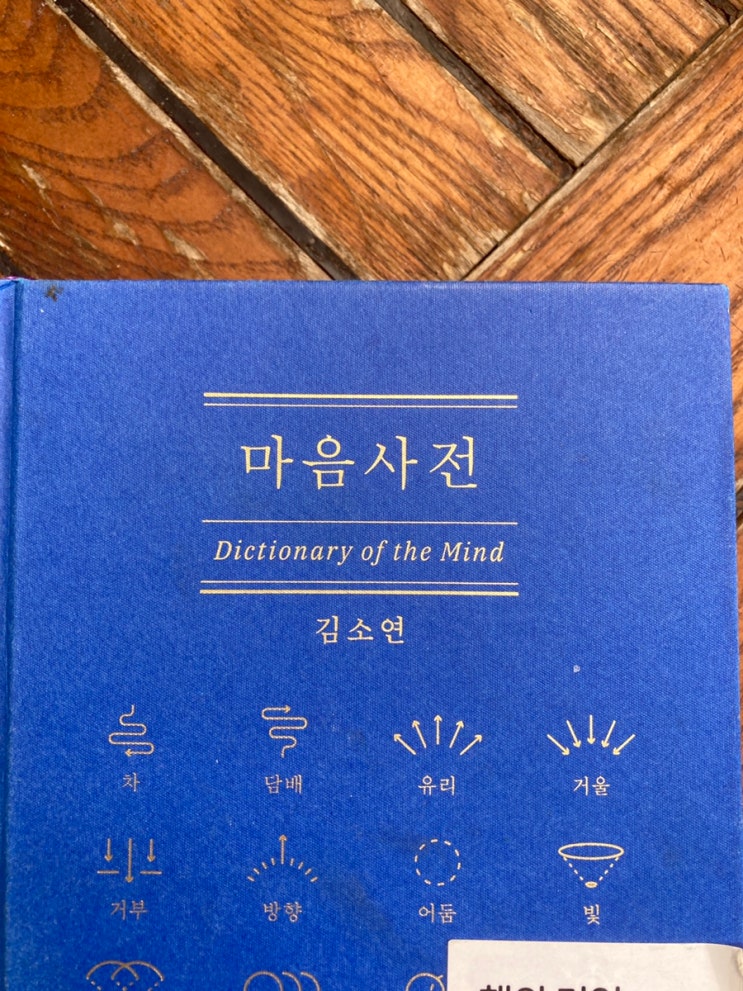 마음사전
Dictionary of the Mind
김소연
차 담배 유리 거울
거부 방향 어둠 빛